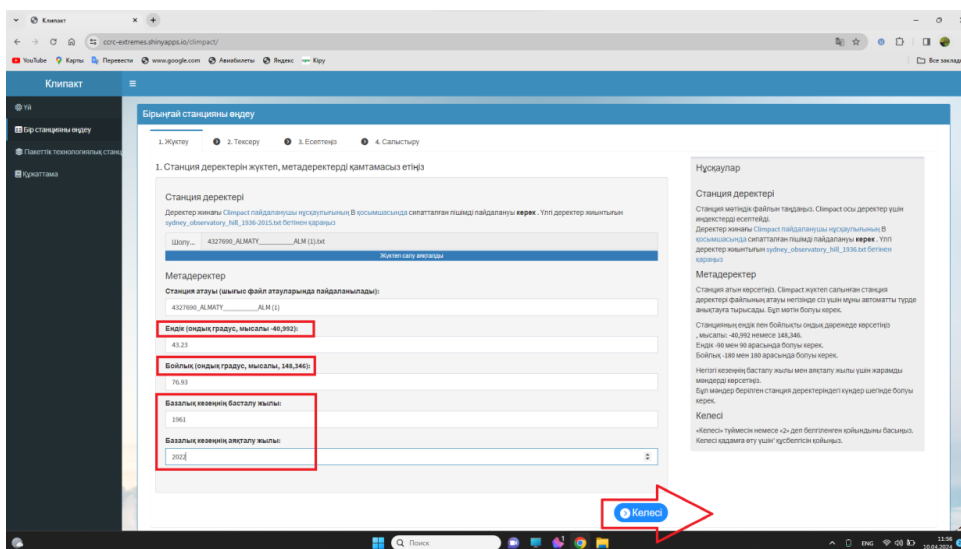 Клипакт
ccrc-extremes.shinyapps.io/climpact/
YouTube Карты Перевести www.google.com Авиабилеты Яндекс Кіру Все заклад
Клипакт
Үй
Бір станцияны өңдеу
Пакеттік технологиялық станц
Құжаттама
Бірыңғай станцияны өңдеу
1. Жүктеу 2. Тексеру 3. Есептеңіз 4. Салыстыру
1. Станция деректерін жүктеп, метадеректерді қамтамасыз етіңіз
Станция деректері
Деректер жинағы Climpact пайдаланушы нұсқаулығының B қосымшасында сипатталған пішімді пайдалануы керек . Үлгі деректер жиынтығын
sydney_observatory_hill_1936-2015.txt бетінен қараңыз
Шолу... 4327690_ALMATY__________ALM (1).txt
Жүктеп салу аяқталды
Метадеректер
Станция атауы (шығыс файл атауларында пайдаланылады):
4327690_ALMATY__________ALM (1)
Ендік (ондық градус, мысалы -40,992):
43.23
Бойлық (ондық градус, мысалы, 148,346):
76.93
Базалық кезеңнің басталу жылы:
1961
Базалық кезеңнің аяқталу жылы:
2022
Келесі
Нұсқаулар
Станция деректері
Станция мәтіндік файлын таңдаңыз. Climpact осы деректер үшін
индекстерді есептейді.
Деректер жинағы Climpact пайдаланушы нұсқаулығының B
қосымшасында сипатталған пішімді пайдалануы керек . Үлгі
деректер жиынтығын sydney_observatory_hill_1936.txt бетінен
қараңыз
Метадеректер
Станция атын көрсетіңіз. Climpact жүктеп салынған станция
деректері файлының атауы негізінде сіз үшін мұны автоматты түрде
анықтауға тырысады. Бұл мәтін болуы керек.
Станцияның ендік пен бойлықты ондық дәрежеде көрсетіңіз
, мысалы: -40,992 немесе 148,346.
Ендік -90 мен 90 арасында болуы керек.
Бойлық -180 мен 180 арасында болуы керек.
Негізгі кезеңнің басталу жылы мен аяқталу жылы үшін жарамды
мәндерді көрсетіңіз.
Бұл мәндер берілген станция деректеріндегі күндер шегінде болуы
керек.
Келесі
«Келесі» түймесін немесе «2» деп белгіленген қойындыны басыңыз.
Келесі қадамға өту үшін' құсбелгісін қойыңыз.
Поиск
ENG
11:56
10.04.2024